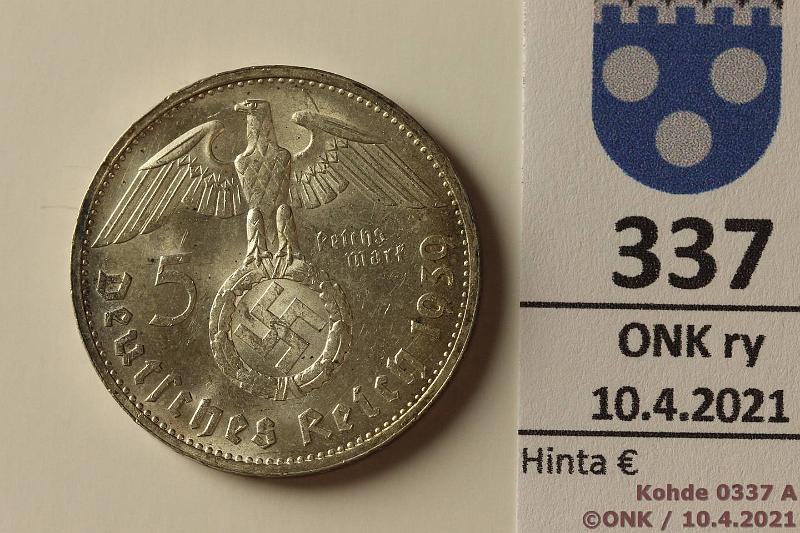 5
Reichs
mark
Deutsches Reich 1939
337
ONK ry
10.4.2021
Hinta €
Kohde 0337 A
©ONK / 10.4.2021